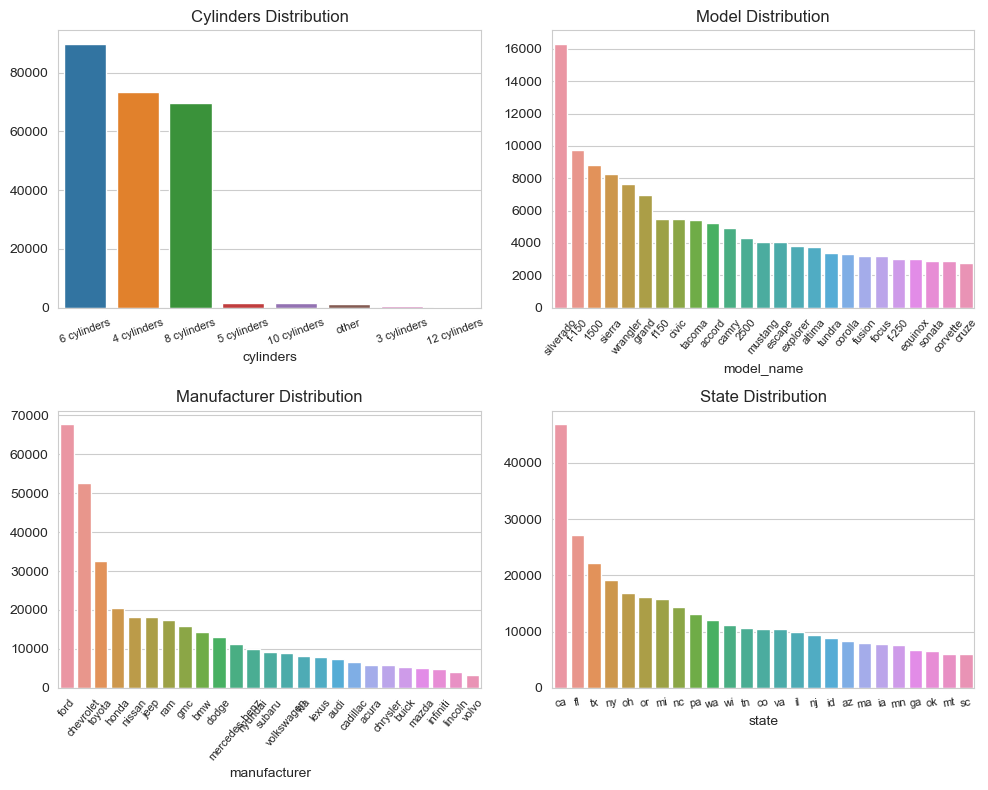 Cylinders Distribution
80000
60000
40000
20000
0
6 cylinders 4 cylinders 8 cylinders 5 cylinders 10 cylinders other 3 cylinders 12 cylinders
cylinders
Model Distribution
16000
14000
12000
10000
8000
6000
4000
2000
0
silverado f-150 1500 sierra wrangler grand f150 civic tacoma accord camry 2500 mustang escape explorer altima tundra corolla fusion focus f-250 equinox sonata corvette cruze
model_name
Manufacturer Distribution
70000
60000
50000
40000
30000
20000
10000
0
ford chevrolet toyota honda nissan jeep ram gmc bmw dodge mercedes-benz hyundai subaru volkswagen kia lexus audi cadillac acura chrysler buick mazda infiniti lincoln volvo
manufacturer
State Distribution
40000
30000
20000
10000
0
ca fl tx ny oh or mi nc pa wa wi tn co va il nj id az ma ia mn ga ok mt sc
state